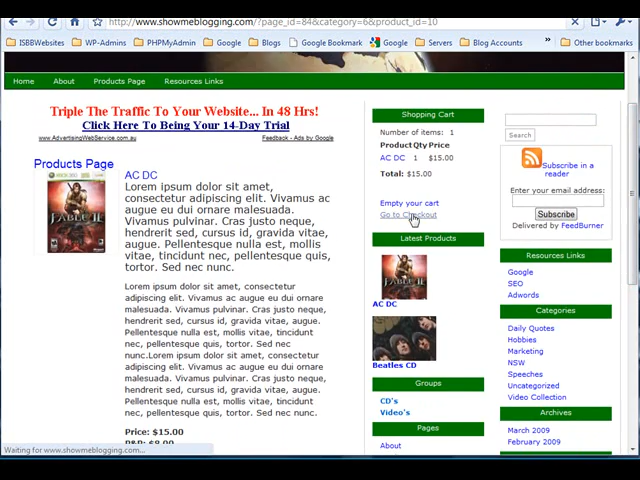 http://www.showmeblogging.com/?page_id=84&category=6&product_id=10
ISBBWebsites
WP-Admins
PHPMyAdmin
Google
Blogs
Google Bookmark
Google
Servers
Blog Accounts
»
Other bookmarks
Home
About
Products Page
Resources Links
Triple The Traffic To Your Website... In 48 Hrs!
Click Here To Being Your 14-Day Trial
www.AdvertisingWebService.com.au
Feedback - Ads by Google
Products Page
XBOX 360
FABLE II
AC DC
Lorem ipsum dolor sit amet,
consectetur adipiscing elit. Vivamus ac
augue eu dui ornare malesuada.
Vivamus pulvinar. Cras justo neque,
hendrerit sed, cursus id, gravida vitae,
augue. Pellentesque nulla est, mollis
vitae, tincidunt nec, pellentesque quis,
tortor. Sed nec nunc.
Lorem ipsum dolor sit amet, consectetur
adipiscing elit. Vivamus ac augue eu dui ornare
malesuada. Vivamus pulvinar. Cras justo neque,
hendrerit sed, cursus id, gravida vitae, augue.
Pellentesque nulla est, mollis vitae, tincidunt
nec, pellentesque quis, tortor. Sed nec
nunc.Lorem ipsum dolor sit amet, consectetur
adipiscing elit. Vivamus ac augue eu dui ornare
malesuada. Vivamus pulvinar. Cras justo neque,
hendrerit sed, cursus id, gravida vitae, augue.
Pellentesque nulla est, mollis vitae, tincidunt
nec, pellentesque quis, tortor. Sed nec nunc.
Price: $15.00
P&P: $8.00
Shopping Cart
Number of items: 1
Product Qty Price
AC DC 1 $15.00
Total: $15.00
Empty your cart
Go to Checkout
Latest Products
FABLE II
AC DC
Beatles CD
Groups
CD's
Video's
Pages
About
Search
Subscribe in a
reader
Enter your email address:
Subscribe
Delivered by FeedBurner
Resources Links
Google
SEO
Adwords
Categories
Daily Quotes
Hobbies
Marketing
NSW
Speeches
Uncategorized
Video Collection
Archives
March 2009
February 2009
Waiting for www.showmeblogging.com...